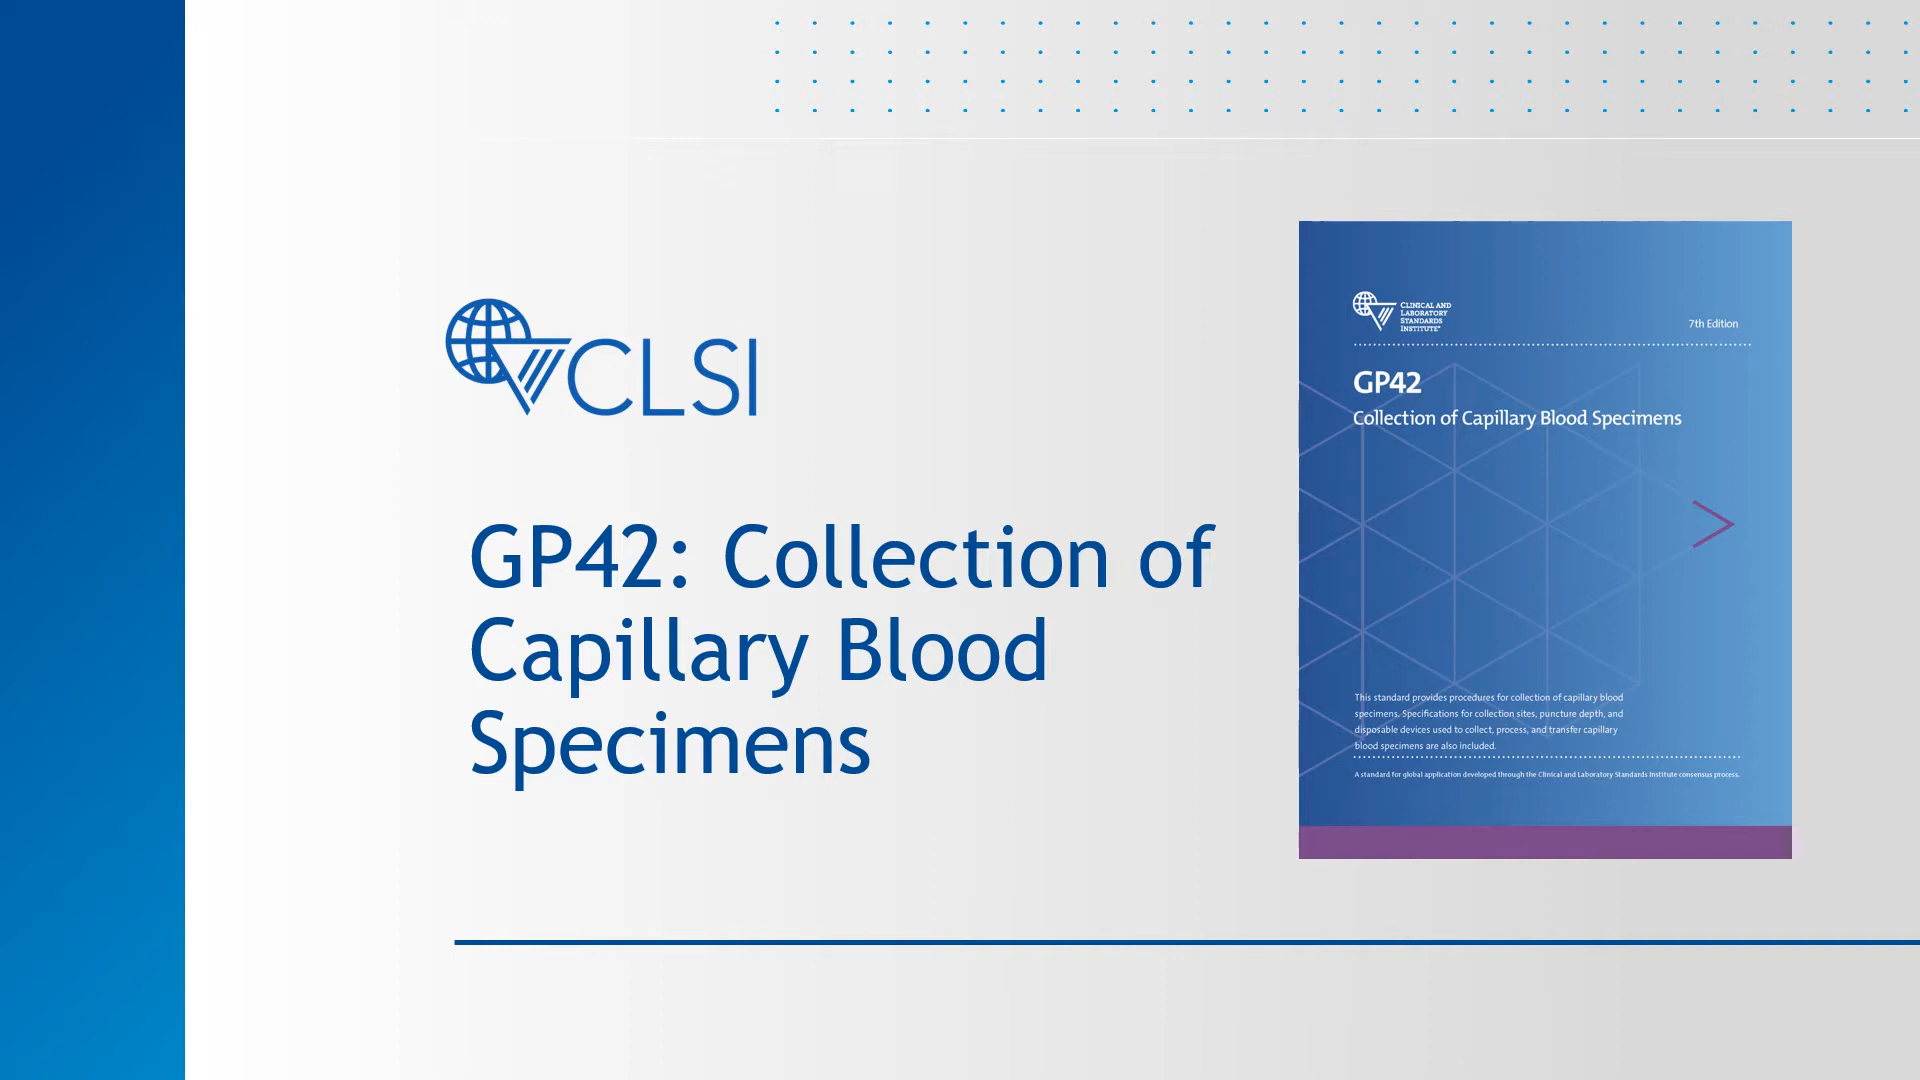 CLSI
GP42: Collection of
Capillary Blood
Specimens
CLINICAL AND
LABORATORY
STANDARDS
INSTITUTE®
7th Edition
GP42
Collection of Capillary Blood Specimens
This standard provides procedures for collection of capillary blood
specimens. Specifications for collection sites, puncture depth, and
disposable devices used to collect, process, and transfer capillary
blood specimens are also included.
A standard for global application developed through the Clinical and Laboratory Standards Institute consensus process.